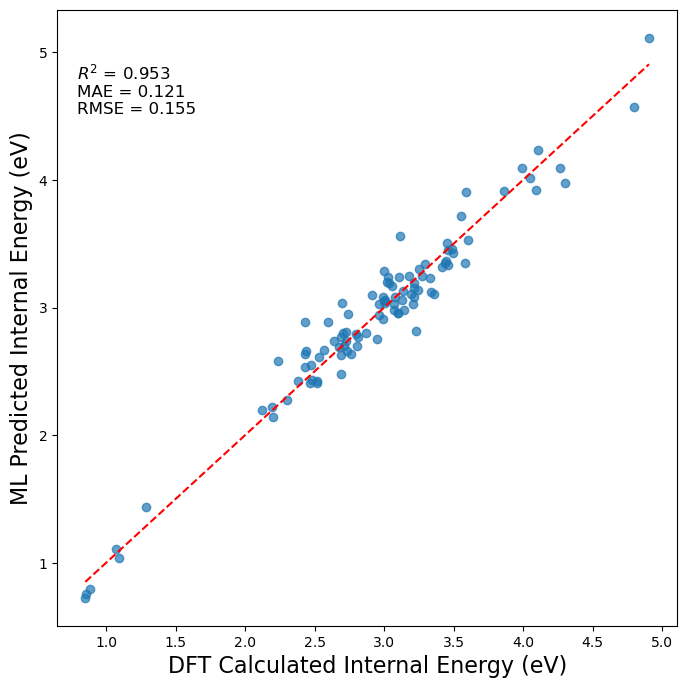 R² = 0.953
MAE = 0.121
RMSE = 0.155
ML Predicted Internal Energy (eV)
5
4
3
2
1
1.0 1.5 2.0 2.5 3.0 3.5 4.0 4.5 5.0
DFT Calculated Internal Energy (eV)